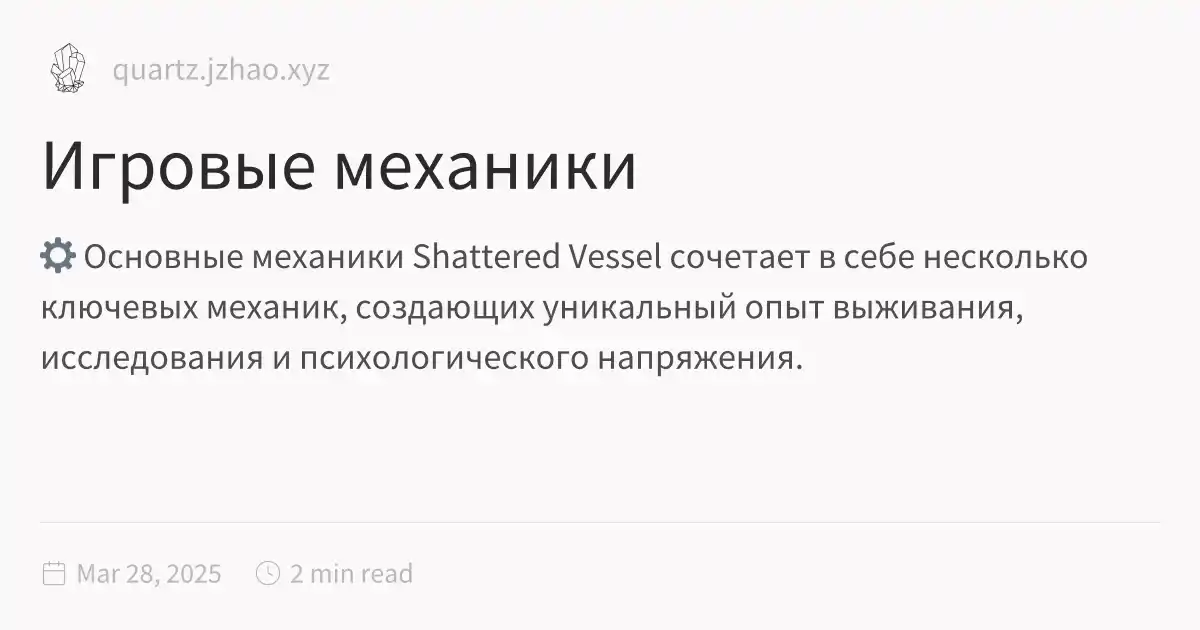 quartz.jzhao.xyz
Игровые механики
⚙️ Основные механики Shattered Vessel сочетает в себе несколько
ключевых механик, создающих уникальный опыт выживания,
исследования и психологического напряжения.
Mar 28, 2025 2 min read